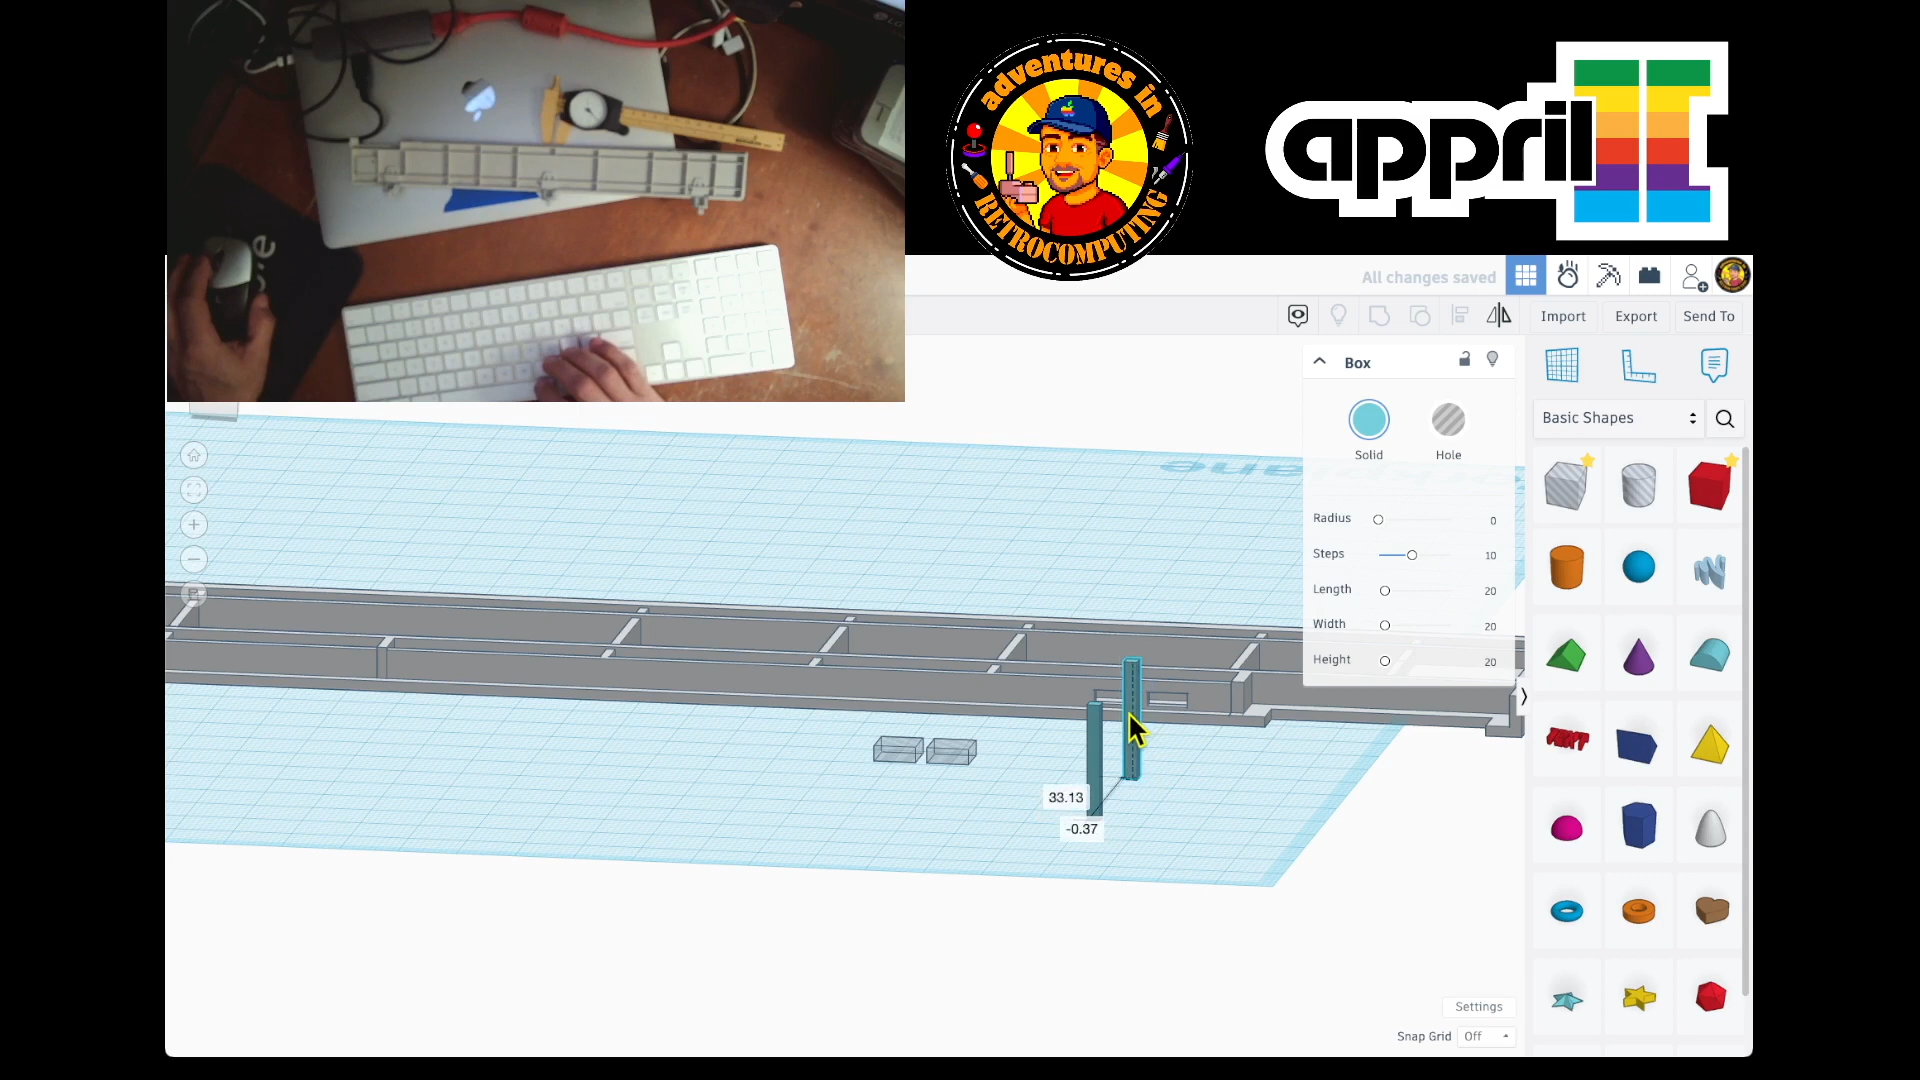 adventures in
RETROCOMPUTING
appril
All changes saved
Import
Export
Send To
Box
Solid
Hole
Basic Shapes
Radius
0
Steps
10
Length
20
Width
20
Height
20
33.13
-0.37
Settings
Snap Grid
Off